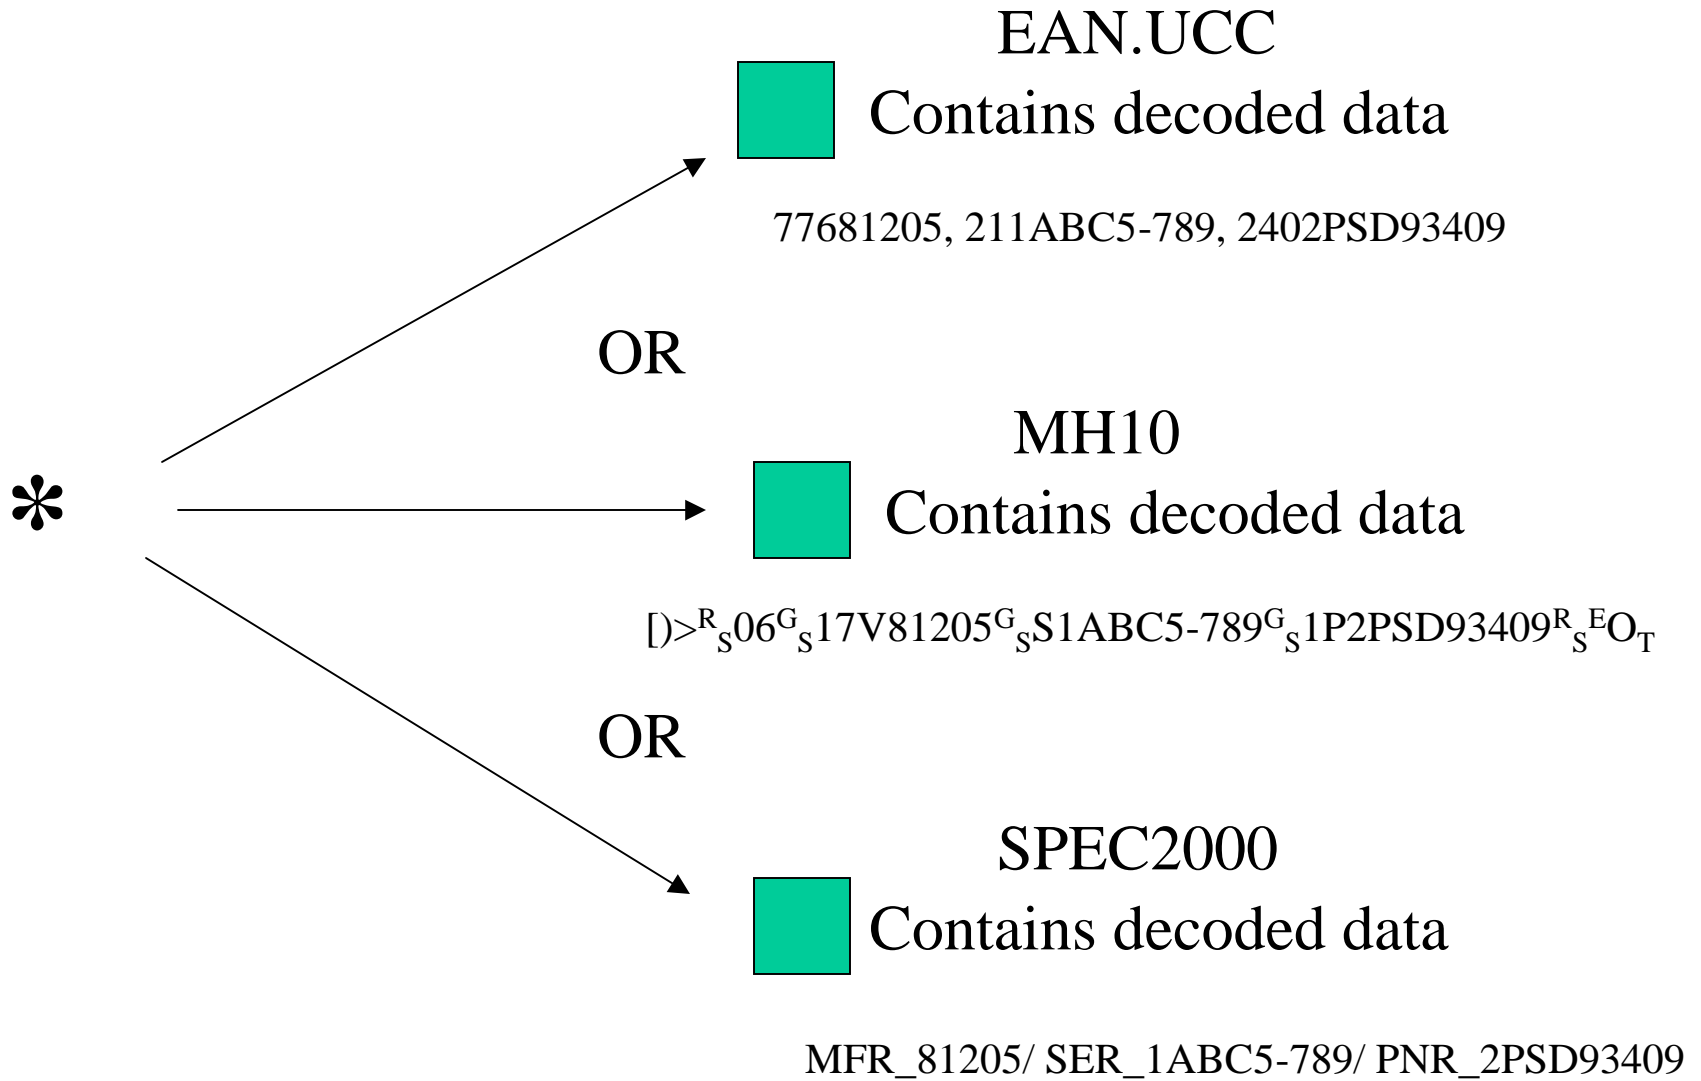 EAN.UCC
Contains decoded data
77681205, 211ABC5-789, 2402PSD93409
OR
MH10
*
Contains decoded data
[)>ᴿS06ᴳS17V81205ᴳSS1ABC5-789ᴳS1P2PSD93409ᴿSᴱOT
OR
SPEC2000
Contains decoded data
MFR_81205/ SER_1ABC5-789/ PNR_2PSD93409